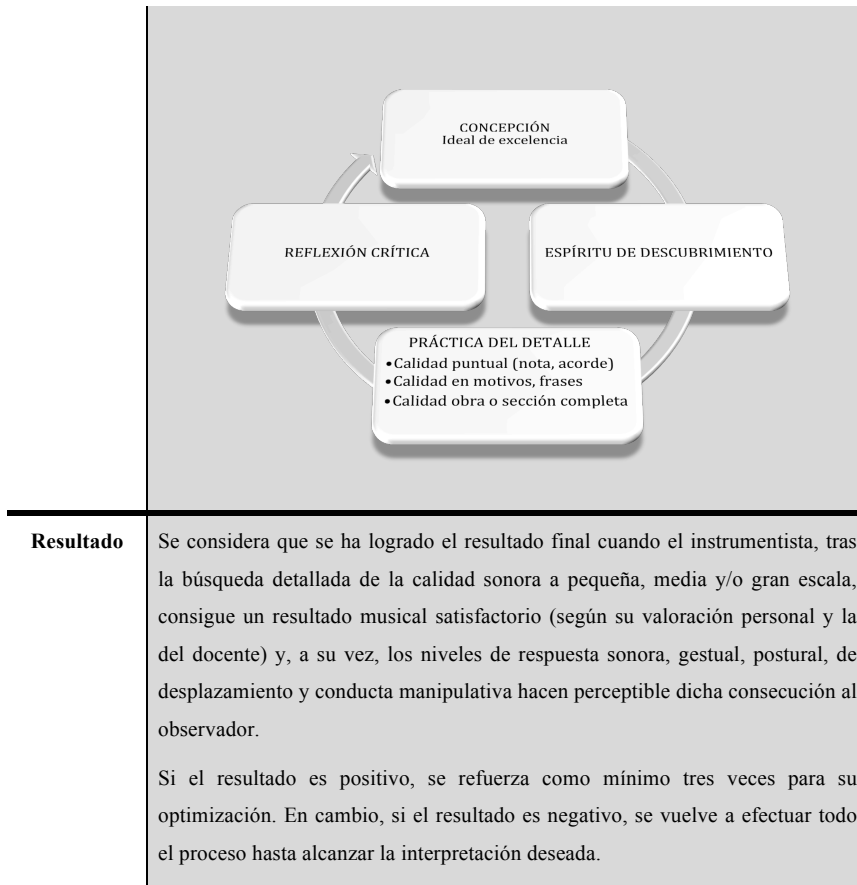 CONCEPCIÓN
Ideal de excelencia
REFLEXIÓN CRÍTICA
ESPÍRITU DE DESCUBRIMIENTO
PRÁCTICA DEL DETALLE
•Calidad puntual (nota, acorde)
•Calidad en motivos, frases
•Calidad obra o sección completa
Resultado
Se considera que se ha logrado el resultado final cuando el instrumentista, tras
la búsqueda detallada de la calidad sonora a pequeña, media y/o gran escala,
consigue un resultado musical satisfactorio (según su valoración personal y la
del docente) y, a su vez, los niveles de respuesta sonora, gestual, postural, de
desplazamiento y conducta manipulativa hacen perceptible dicha consecución al
observador.
Si el resultado es positivo, se refuerza como mínimo tres veces para su
optimización. En cambio, si el resultado es negativo, se vuelve a efectuar todo
el proceso hasta alcanzar la interpretación deseada.